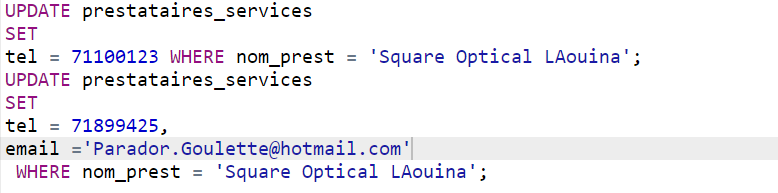 UPDATE prestataires_services
SET
tel = 71100123 WHERE nom_prest = 'Square Optical LAouina';
UPDATE prestataires_services
SET
tel = 71899425,
email ='Parador.Goulette@hotmail.com'
WHERE nom_prest = 'Square Optical LAouina';